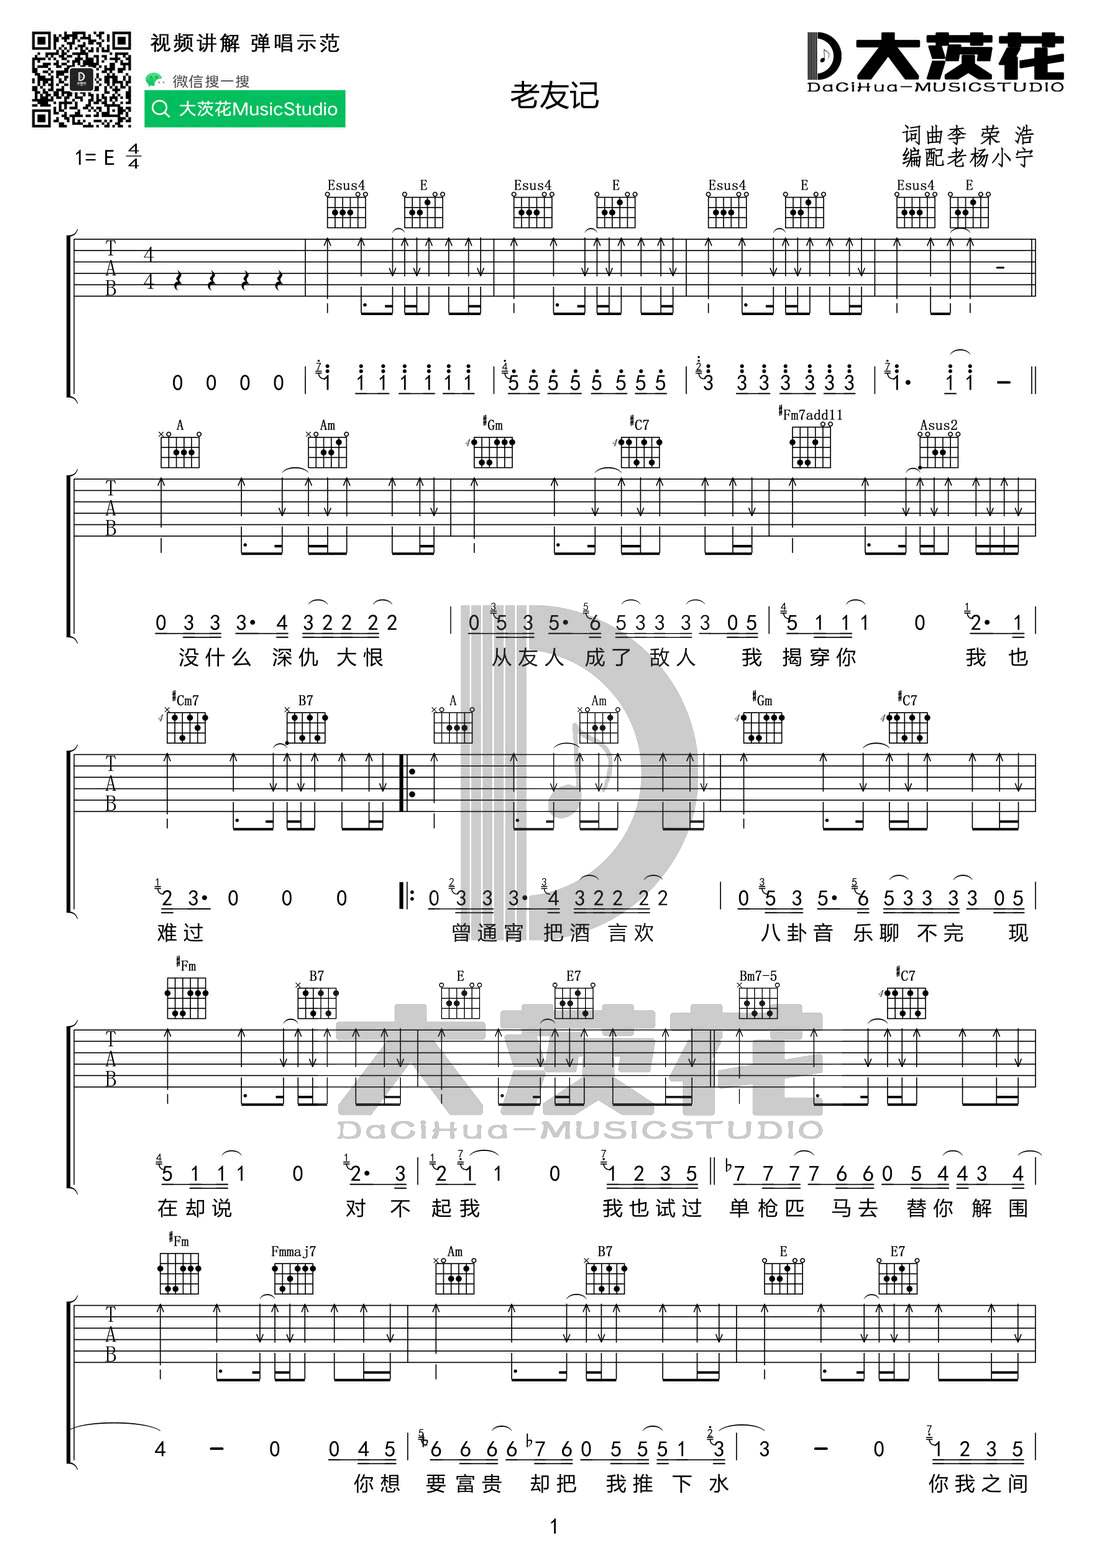 视频讲解 弹唱示范
微信搜一搜
大茨花MusicStudio
大茨花
DaCiHua-MUSICSTUDIO
老友记
词曲李 荣 浩
编配老杨小宁
1= E 4/4
Esus4 E Esus4 E Esus4 E Esus4 E
T A B 4 4
0 0 0 0 | 1 1 1 1 1 1 1 | 5 5 5 5 5 5 5 5 | 3 3 3 3 3 3 3 | 1· 1 1 – ||
A Am #Gm #C7 #Fm7add11 Asus2
T A B
0 3 3 3· 4 3 2 2 2 2 | 0 5 3 5· 6 5 3 3 3 3 0 5 | 5 1 1 1 0 2· 1 |
没什么 深仇 大恨 从友人 成了 敌人 我 揭穿你 我 也
#Cm7 B7 A Am #Gm #C7
T A B
2 3· 0 0 0 |: 0 3 3 3· 4 3 2 2 2 2 | 0 5 3 5· 6 5 3 3 3 3 0 5 |
难过 曾通宵 把酒 言欢 八卦音 乐聊 不完 现
#Fm B7 E E7 Bm7-5 #C7
T A B
5 1 1 1 0 2· 3 | 2 1 1 0 1 2 3 5 || b7 7 7 7 6 6 0 5 4 4 3 4 |
在却说 对 不 起我 我也试过 单枪匹 马去 替你 解 围
大茨花
DaCiHua-MUSICSTUDIO
#Fm Fmmaj7 Am B7 E E7
T A B
4 – 0 0 4 5 | b6 6 6 6 b7 6 0 5 5 5 1 3 | 3 – 0 1 2 3 5
你想 要富贵 却把 我推 下 水 你我之间
1